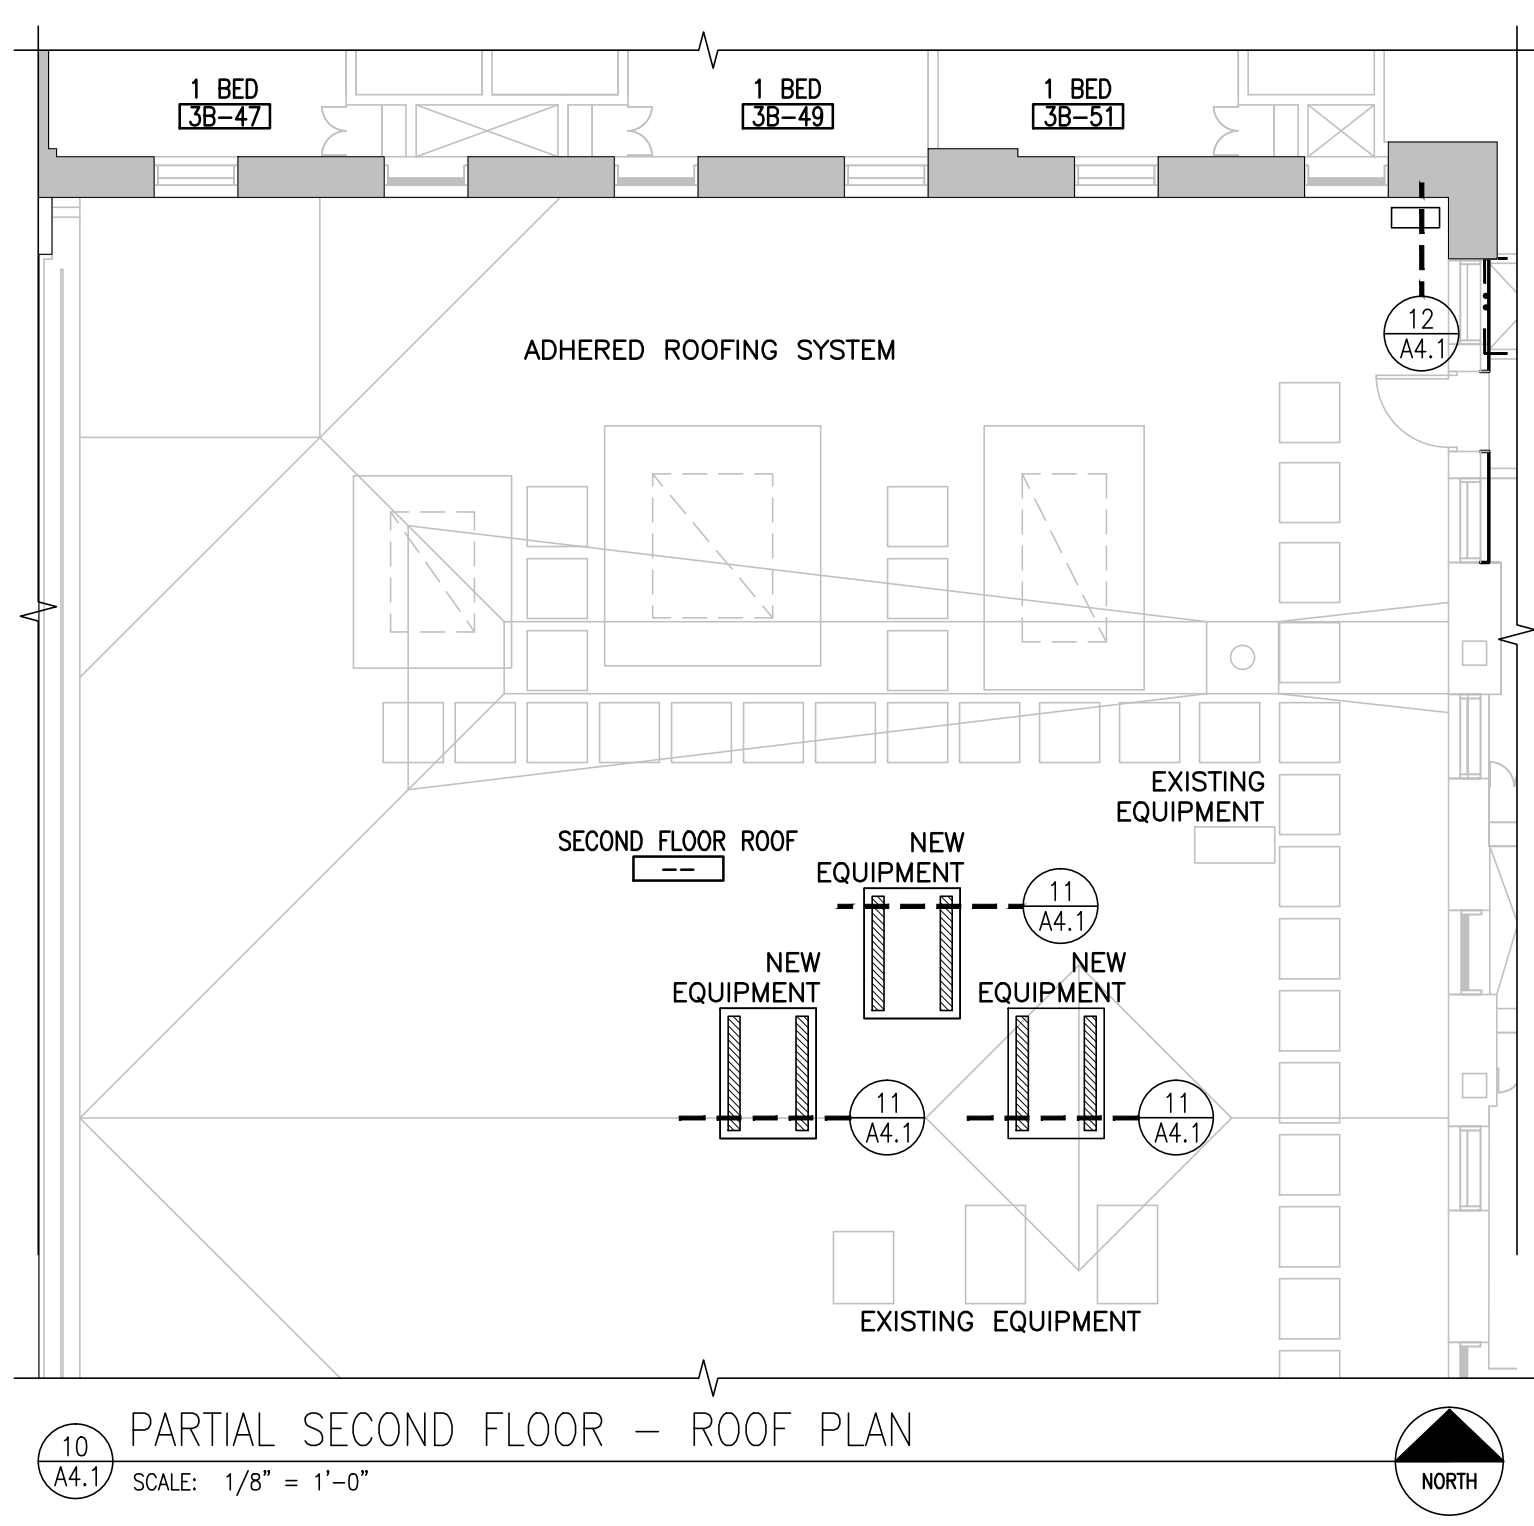 1 BED
3B-47
1 BED
3B-49
1 BED
3B-51
12
A4.1
ADHERED ROOFING SYSTEM
EXISTING
EQUIPMENT
SECOND FLOOR ROOF
--
NEW
EQUIPMENT
11
A4.1
NEW
EQUIPMENT
NEW
EQUIPMENT
11
A4.1
11
A4.1
EXISTING EQUIPMENT
10
A4.1
PARTIAL SECOND FLOOR – ROOF PLAN
SCALE: 1/8" = 1'-0"
NORTH